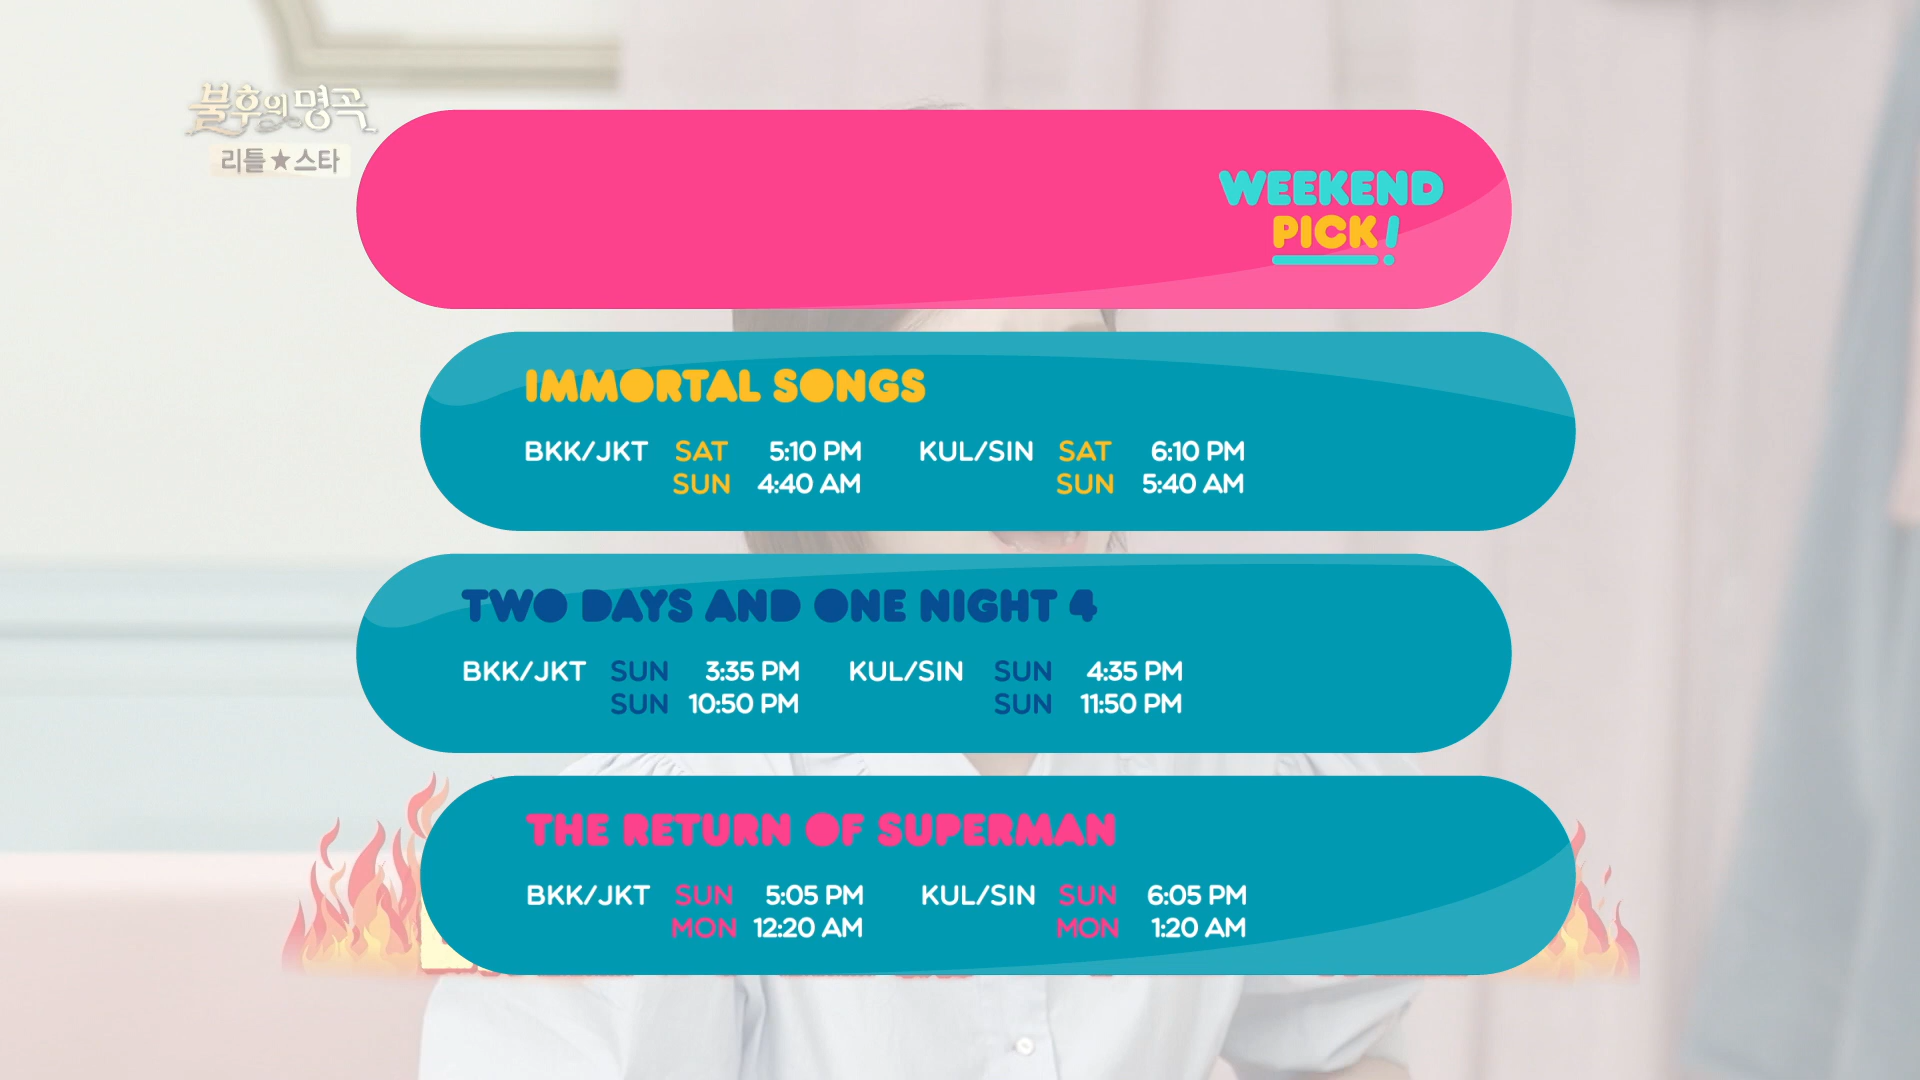 불후의 명곡
리틀★스타
WEEKEND
PICK!
IMMORTAL SONGS
BKK/JKT SAT 5:10 PM KUL/SIN SAT 6:10 PM
SUN 4:40 AM SUN 5:40 AM
TWO DAYS AND ONE NIGHT 4
BKK/JKT SUN 3:35 PM KUL/SIN SUN 4:35 PM
SUN 10:50 PM SUN 11:50 PM
THE RETURN OF SUPERMAN
BKK/JKT SUN 5:05 PM KUL/SIN SUN 6:05 PM
MON 12:20 AM MON 1:20 AM